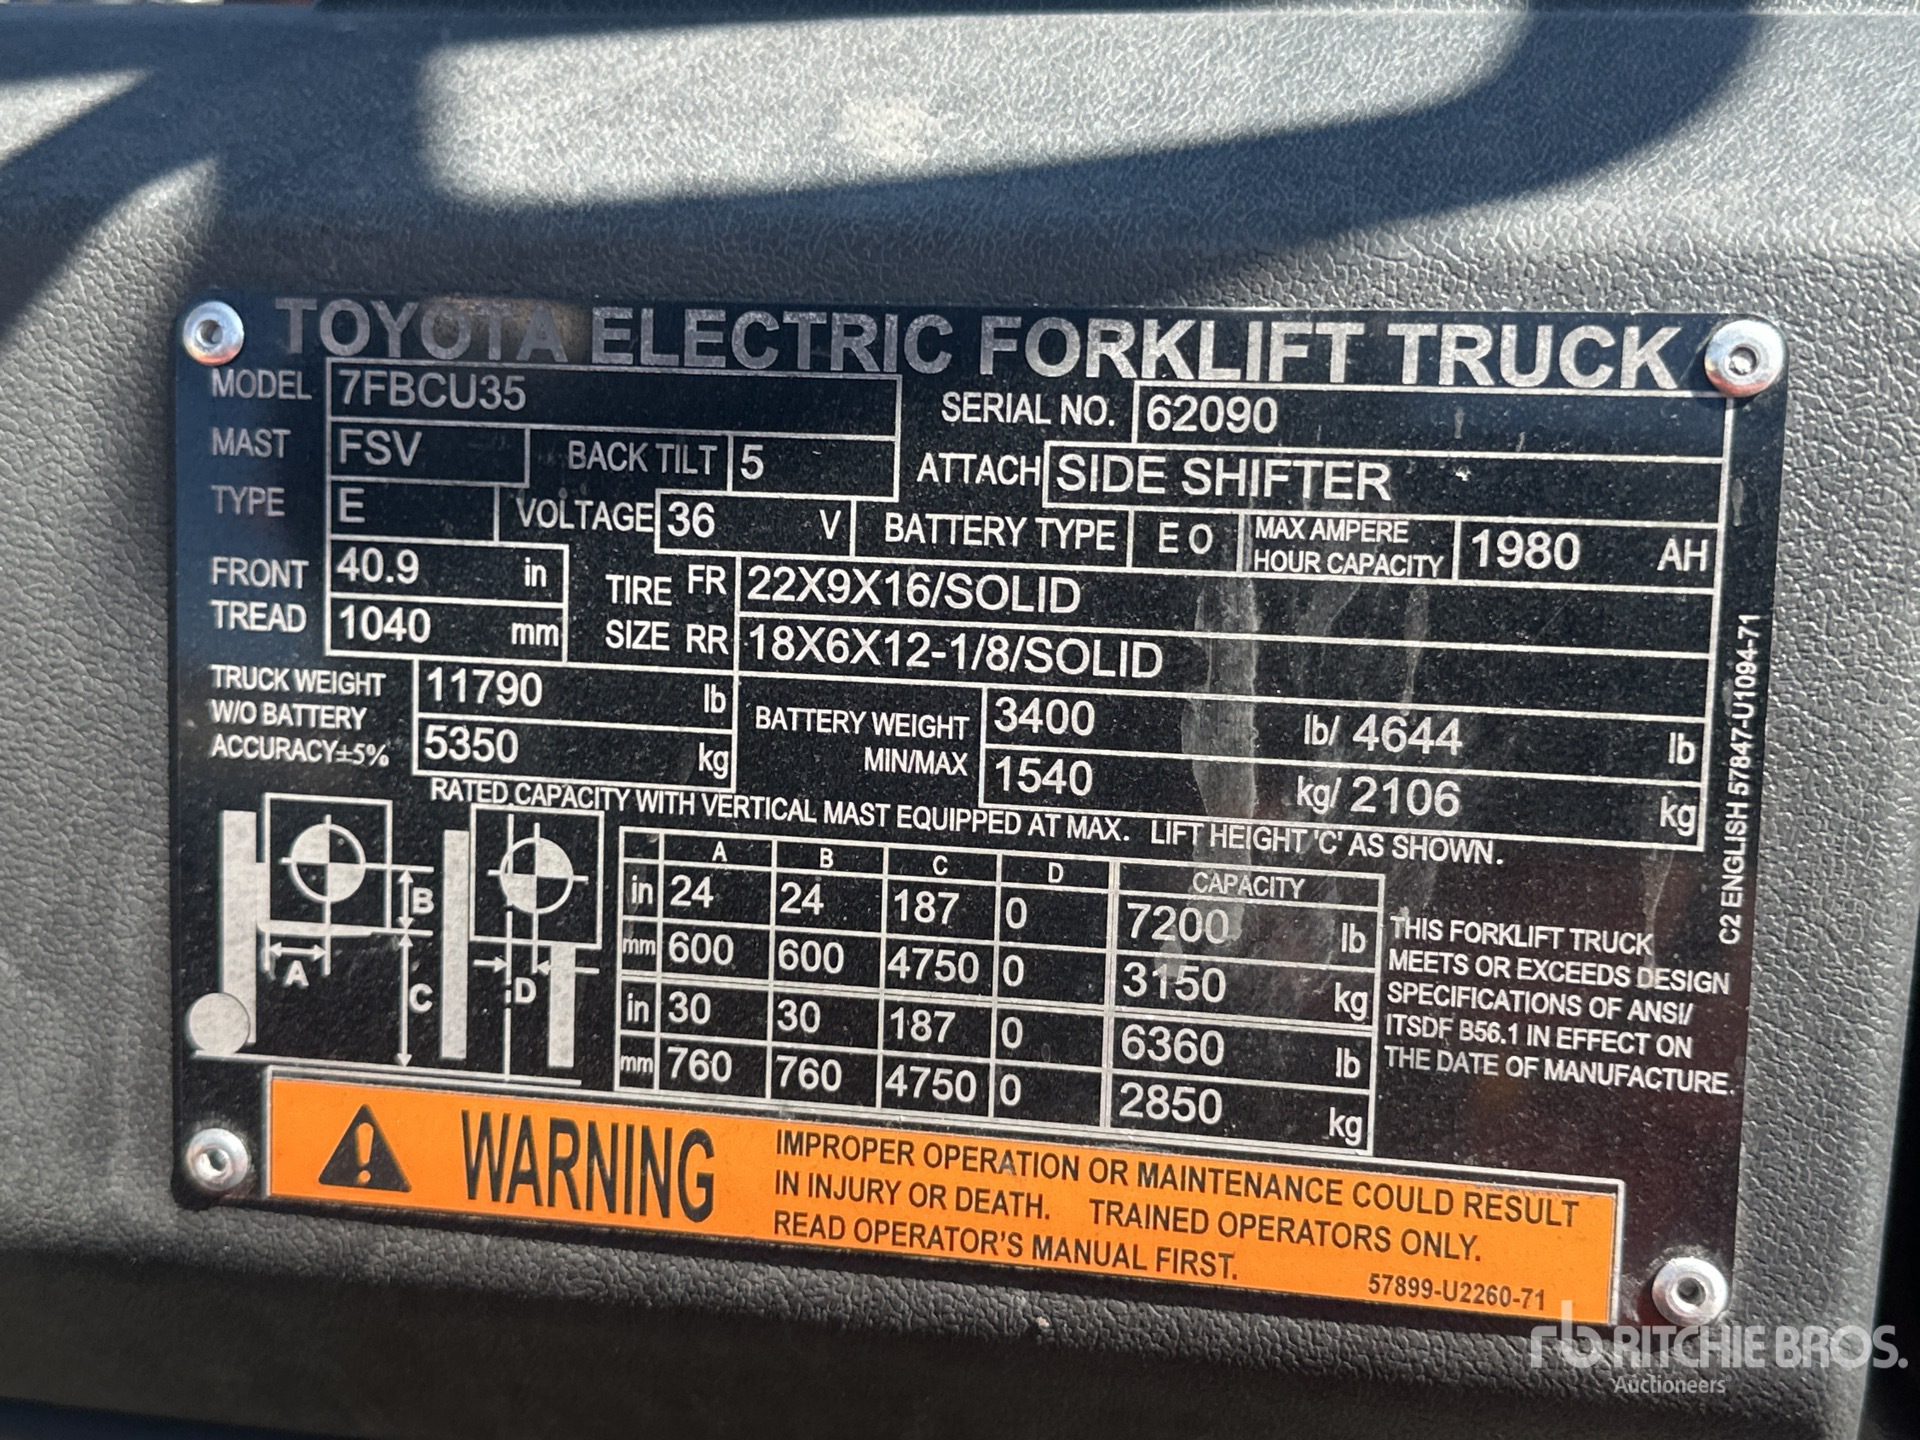 TOYOTA ELECTRIC FORKLIFT TRUCK
MODEL 7FBCU35 SERIAL NO. 62090
MAST FSV BACK TILT 5 ATTACH SIDE SHIFTER
TYPE E VOLTAGE 36 V BATTERY TYPE E O MAX AMPERE HOUR CAPACITY 1980 AH
FRONT TREAD 40.9 in TIRE SIZE FR 22X9X16/SOLID
1040 mm RR 18X6X12-1/8/SOLID
TRUCK WEIGHT W/O BATTERY ACCURACY±5% 11790 lb BATTERY WEIGHT MIN/MAX 3400 lb/ 4644 lb
5350 kg 1540 kg/ 2106 kg
RATED CAPACITY WITH VERTICAL MAST EQUIPPED AT MAX. LIFT HEIGHT 'C' AS SHOWN.
A B C D CAPACITY
in 24 24 187 0 7200 lb
mm 600 600 4750 0 3150 kg
in 30 30 187 0 6360 lb
mm 760 760 4750 0 2850 kg
B
A
C
D
THIS FORKLIFT TRUCK
MEETS OR EXCEEDS DESIGN
SPECIFICATIONS OF ANSI/
ITSDF B56.1 IN EFFECT ON
THE DATE OF MANUFACTURE.
C2 ENGLISH 57847-U1094-71
WARNING
IMPROPER OPERATION OR MAINTENANCE COULD RESULT
IN INJURY OR DEATH. TRAINED OPERATORS ONLY.
READ OPERATOR'S MANUAL FIRST.
57899-U2260-71
rb RITCHIE BROS.
Auctioneers